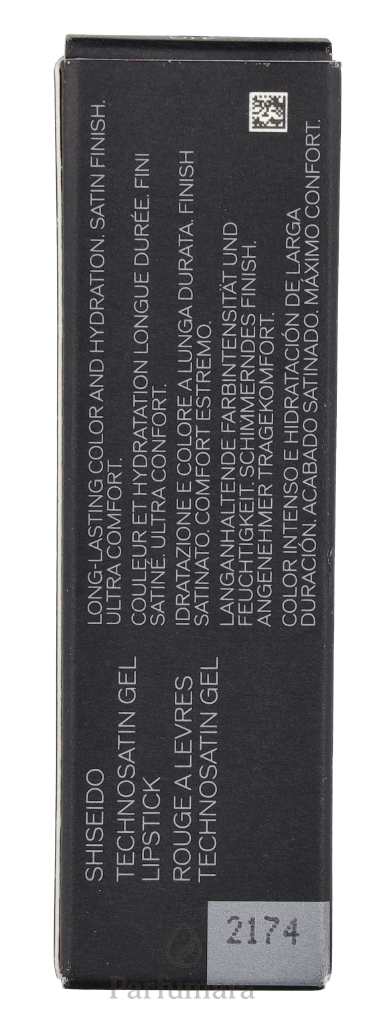 SHISEIDO
TECHNOSATIN GEL
LIPSTICK
ROUGE A LEVRES
TECHNOSATIN GEL
LONG-LASTING COLOR AND HYDRATION. SATIN FINISH.
ULTRA COMFORT.
COULEUR ET HYDRATATION LONGUE DURÉE. FINI
SATINÉ. ULTRA CONFORT.
IDRATAZIONE E COLORE A LUNGA DURATA. FINISH
SATINATO. COMFORT ESTREMO.
LANGANHALTENDE FARBINTENSITÄT UND
FEUCHTIGKEIT. SCHIMMERNDES FINISH.
ANGENEHMER TRAGEKOMFORT.
COLOR INTENSO E HIDRATACIÓN DE LARGA
DURACIÓN. ACABADO SATINADO. MÁXIMO CONFORT.
2174
Parfumara